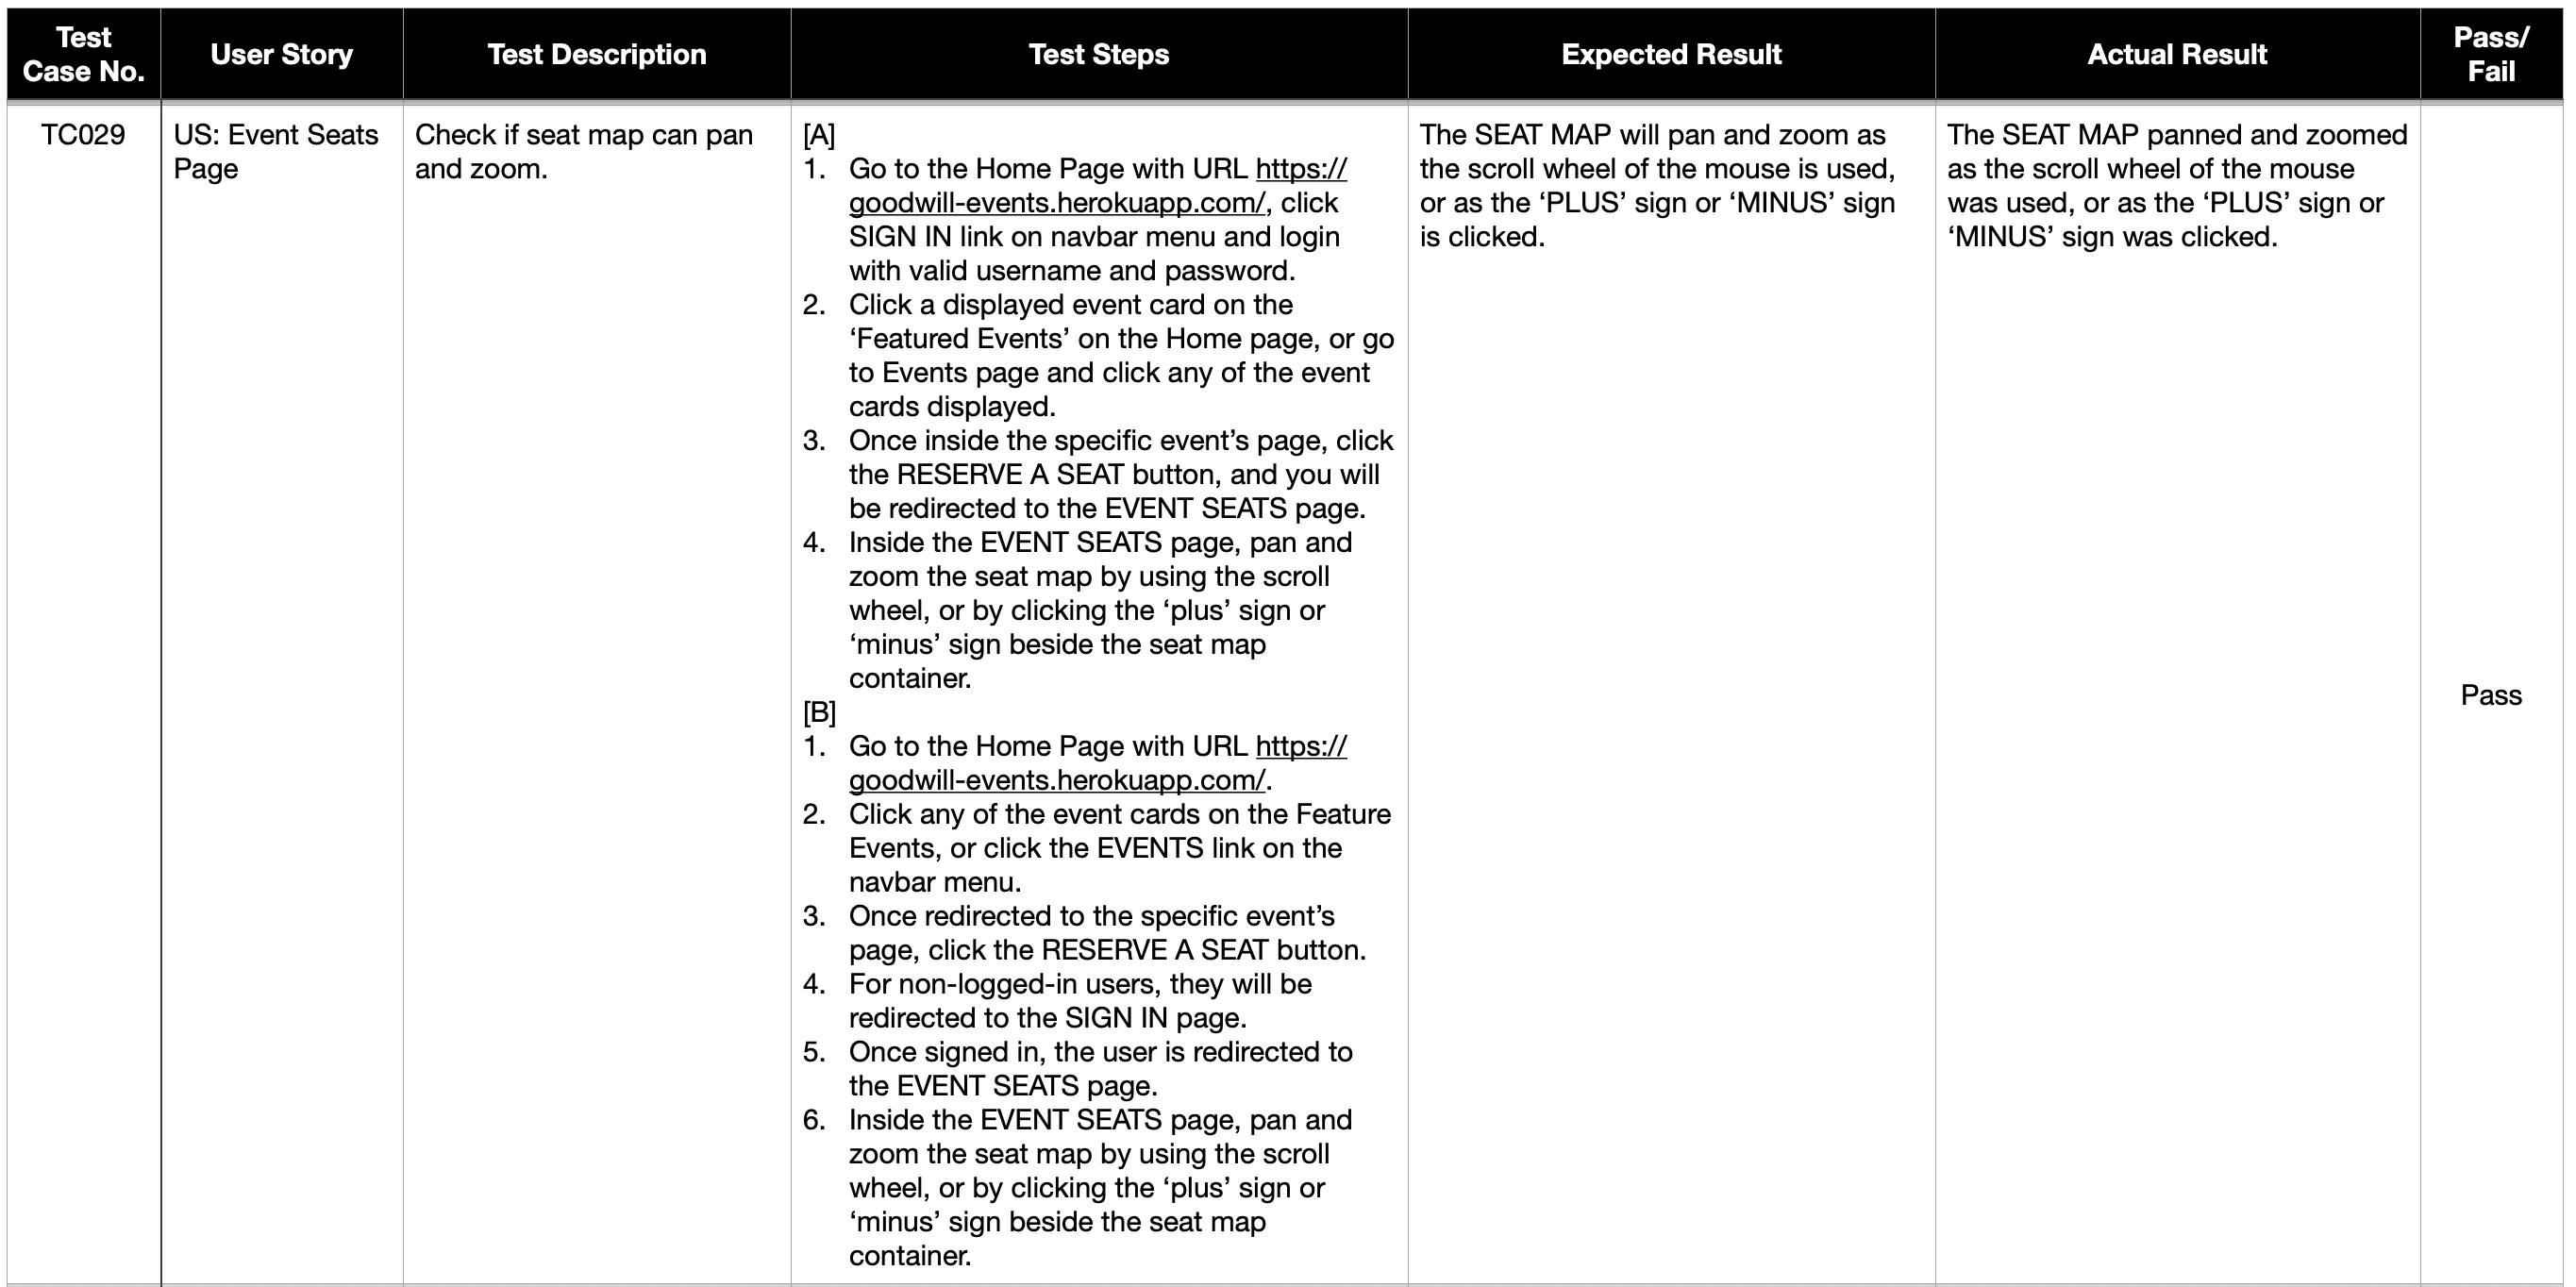 Test
Case No.
User Story
Test Description
Test Steps
Expected Result
Actual Result
Pass/
Fail
TC029
US: Event Seats
Page
Check if seat map can pan
and zoom.
[A]
1. Go to the Home Page with URL https://
goodwill-events.herokuapp.com/, click
SIGN IN link on navbar menu and login
with valid username and password.
2. Click a displayed event card on the
‘Featured Events’ on the Home page, or go
to Events page and click any of the event
cards displayed.
3. Once inside the specific event’s page, click
the RESERVE A SEAT button, and you will
be redirected to the EVENT SEATS page.
4. Inside the EVENT SEATS page, pan and
zoom the seat map by using the scroll
wheel, or by clicking the ‘plus’ sign or
‘minus’ sign beside the seat map
container.
[B]
1. Go to the Home Page with URL https://
goodwill-events.herokuapp.com/.
2. Click any of the event cards on the Feature
Events, or click the EVENTS link on the
navbar menu.
3. Once redirected to the specific event’s
page, click the RESERVE A SEAT button.
4. For non-logged-in users, they will be
redirected to the SIGN IN page.
5. Once signed in, the user is redirected to
the EVENT SEATS page.
6. Inside the EVENT SEATS page, pan and
zoom the seat map by using the scroll
wheel, or by clicking the ‘plus’ sign or
‘minus’ sign beside the seat map
container.
The SEAT MAP will pan and zoom as
the scroll wheel of the mouse is used,
or as the ‘PLUS’ sign or ‘MINUS’ sign
is clicked.
The SEAT MAP panned and zoomed
as the scroll wheel of the mouse
was used, or as the ‘PLUS’ sign or
‘MINUS’ sign was clicked.
Pass